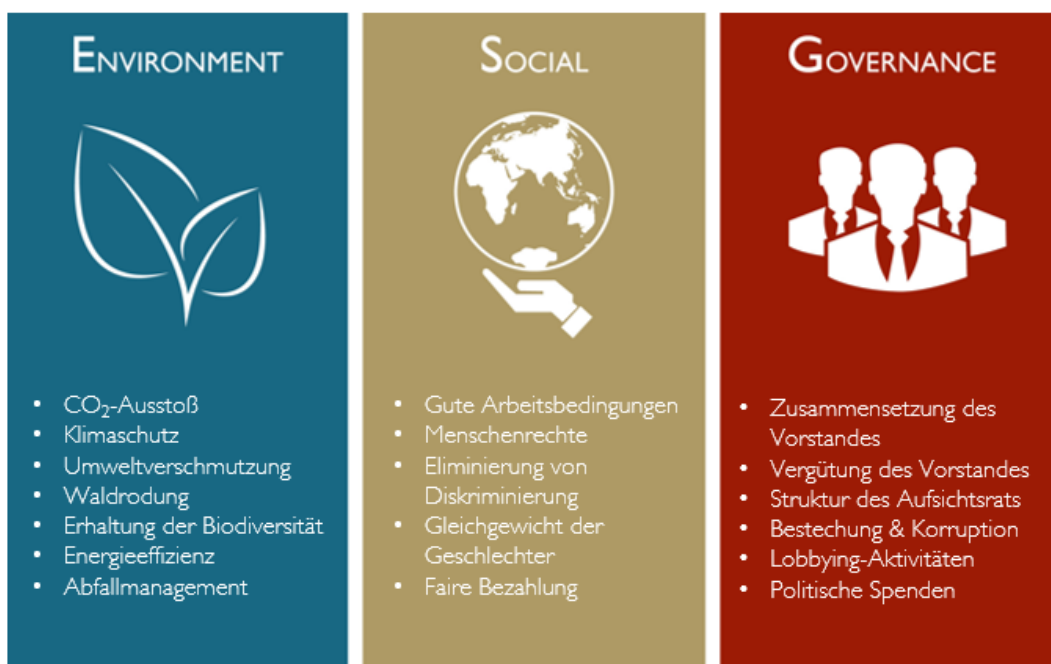 ENVIRONMENT
• CO₂-Ausstoß
• Klimaschutz
• Umweltverschmutzung
• Waldrodung
• Erhaltung der Biodiversität
• Energieeffizienz
• Abfallmanagement
SOCIAL
• Gute Arbeitsbedingungen
• Menschenrechte
• Eliminierung von
Diskriminierung
• Gleichgewicht der
Geschlechter
• Faire Bezahlung
GOVERNANCE
• Zusammensetzung des
Vorstandes
• Vergütung des Vorstandes
• Struktur des Aufsichtsrats
• Bestechung & Korruption
• Lobbying-Aktivitäten
• Politische Spenden